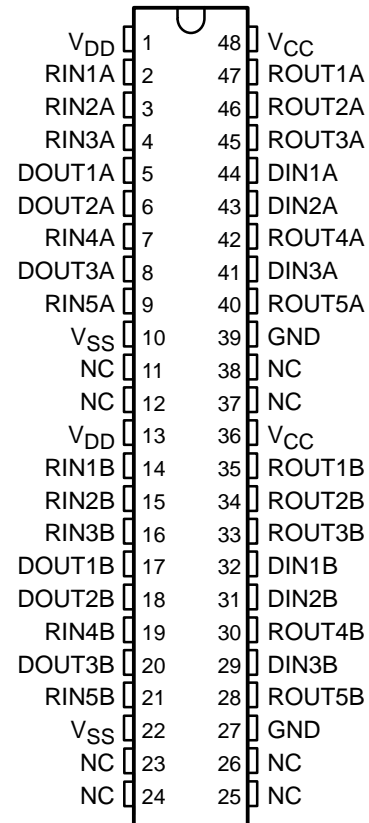 VDD 1 48 VCC
RIN1A 2 47 ROUT1A
RIN2A 3 46 ROUT2A
RIN3A 4 45 ROUT3A
DOUT1A 5 44 DIN1A
DOUT2A 6 43 DIN2A
RIN4A 7 42 ROUT4A
DOUT3A 8 41 DIN3A
RIN5A 9 40 ROUT5A
VSS 10 39 GND
NC 11 38 NC
NC 12 37 NC
VDD 13 36 VCC
RIN1B 14 35 ROUT1B
RIN2B 15 34 ROUT2B
RIN3B 16 33 ROUT3B
DOUT1B 17 32 DIN1B
DOUT2B 18 31 DIN2B
RIN4B 19 30 ROUT4B
DOUT3B 20 29 DIN3B
RIN5B 21 28 ROUT5B
VSS 22 27 GND
NC 23 26 NC
NC 24 25 NC